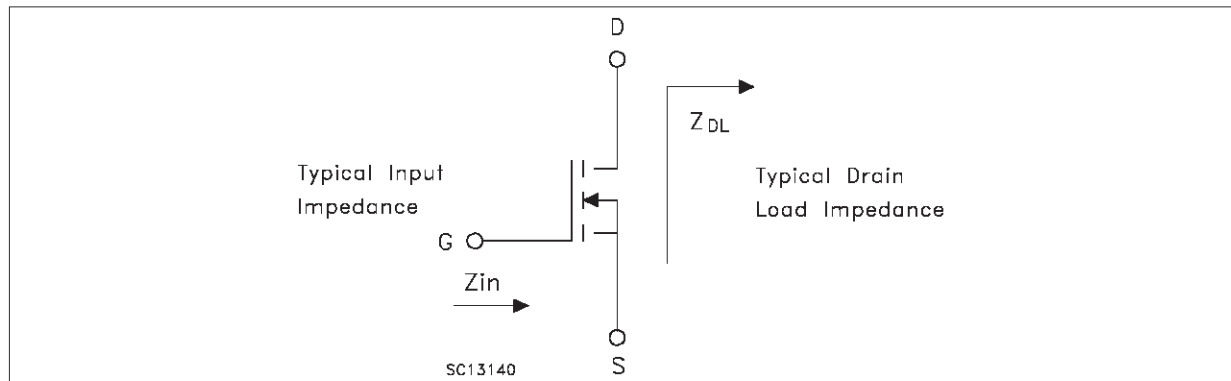 D
Z DL
Typical Input
Impedance
Typical Drain
Load Impedance
G
Zin
SC13140
S